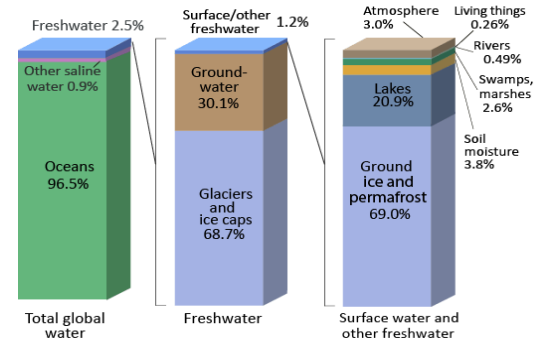 Freshwater 2.5%
Other saline
water 0.9%
Oceans
96.5%
Total global
water
Surface/other
freshwater 1.2%
Ground-
water
30.1%
Glaciers
and
ice caps
68.7%
Freshwater
Atmosphere
3.0%
Living things
0.26%
Rivers
0.49%
Swamps,
marshes
2.6%
Soil
moisture
3.8%
Lakes
20.9%
Ground
ice and
permafrost
69.0%
Surface water and
other freshwater